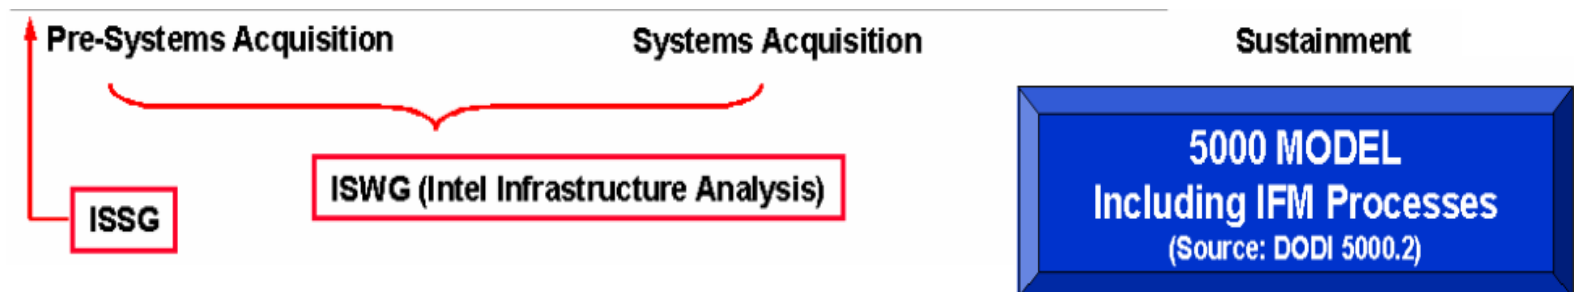 Pre-Systems Acquisition
Systems Acquisition
Sustainment
ISSG
ISWG (Intel Infrastructure Analysis)
5000 MODEL
Including IFM Processes
(Source: DODI 5000.2)